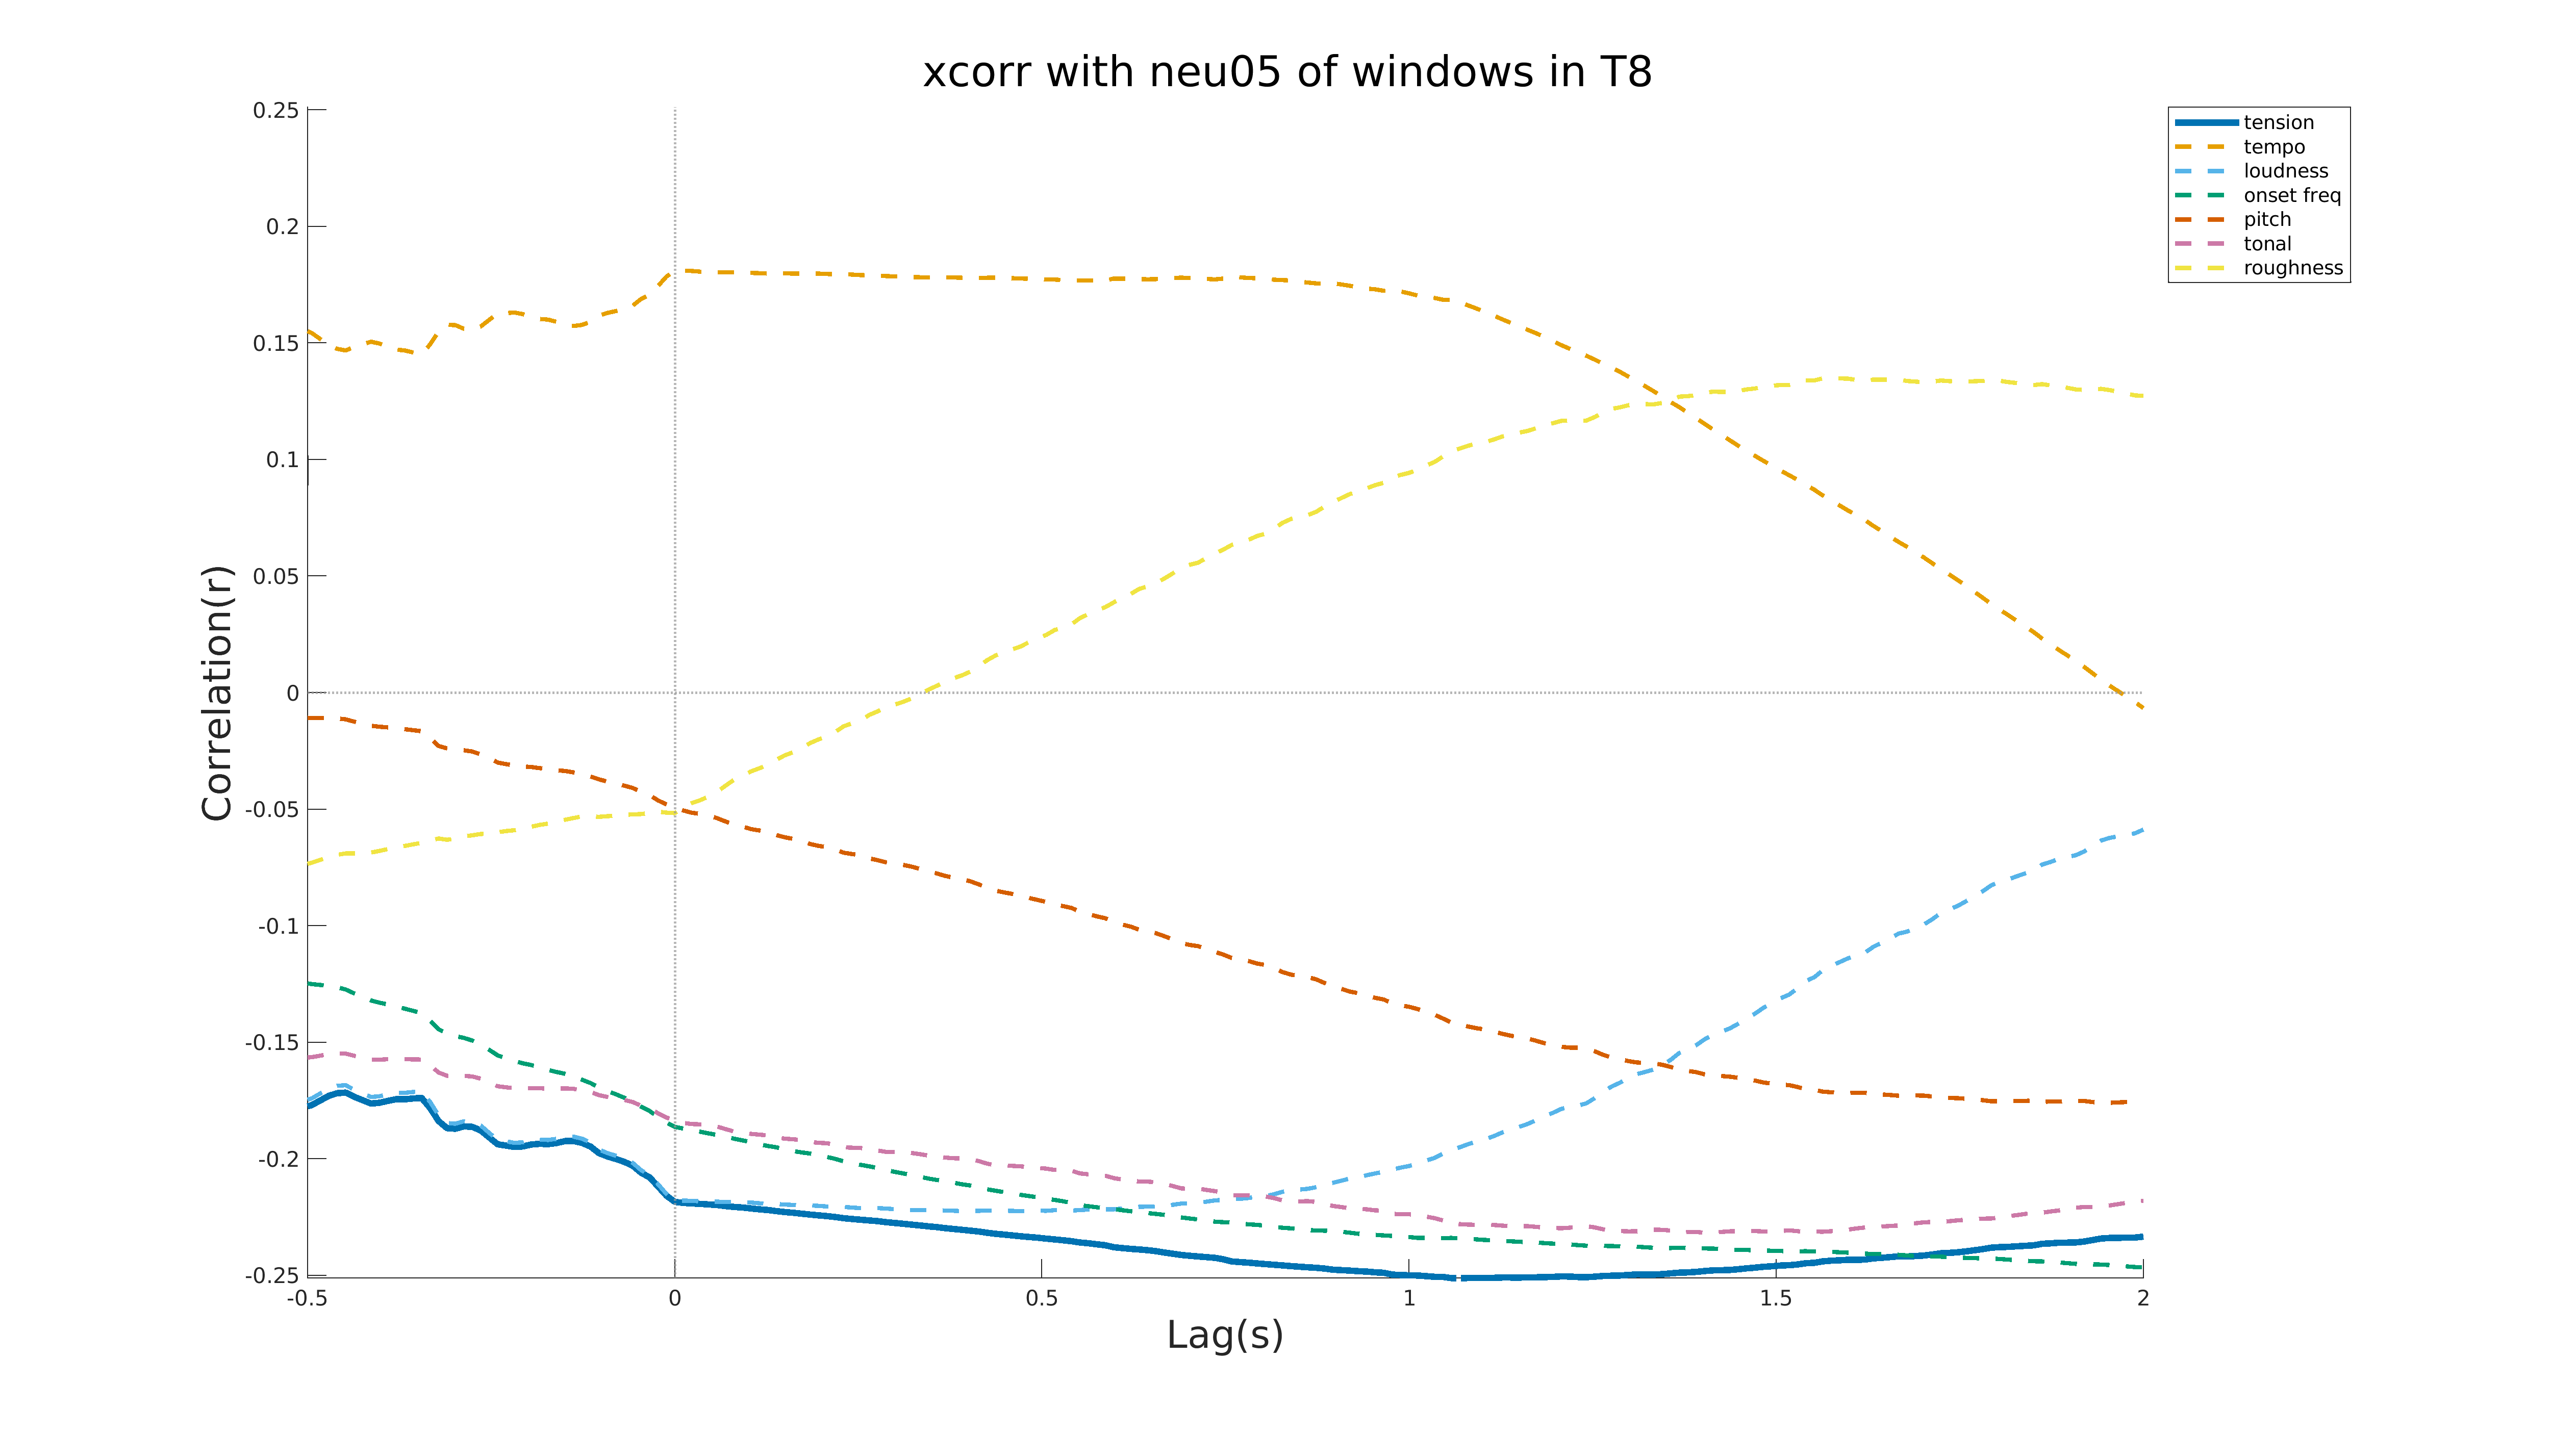 xcorr with neu05 of windows in T8
tension
tempo
loudness
onset freq
pitch
tonal
roughness
0.25
0.2
0.15
0.1
0.05
0
-0.05
-0.1
-0.15
-0.2
-0.25
Correlation(r)
-0.5
0
0.5
1
1.5
2
Lag(s)